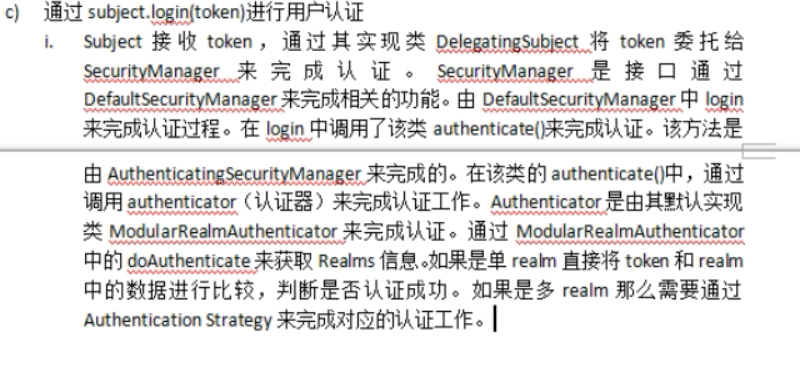 c) 通过 subject.login(token)进行用户认证
i. Subject 接收 token，通过其实现类 DelegatingSubject 将 token 委托给
SecurityManager 来完成认证。SecurityManager 是接口通过
DefaultSecurityManager 来完成相关的功能。由 DefaultSecurityManager 中 login
来完成认证过程。在 login 中调用了该类 authenticate()来完成认证。该方法是
由 AuthenticatingSecurityManager 来完成的。在该类的 authenticate()中，通过
调用 authenticator（认证器）来完成认证工作。Authenticator 是由其默认实现
类 ModularRealmAuthenticator 来完成认证。通过 ModularRealmAuthenticator
中的 doAuthenticate 来获取 Realms 信息。如果是单 realm 直接将 token 和 realm
中的数据进行比较，判断是否认证成功。如果是多 realm 那么需要通过
Authentication Strategy 来完成对应的认证工作。